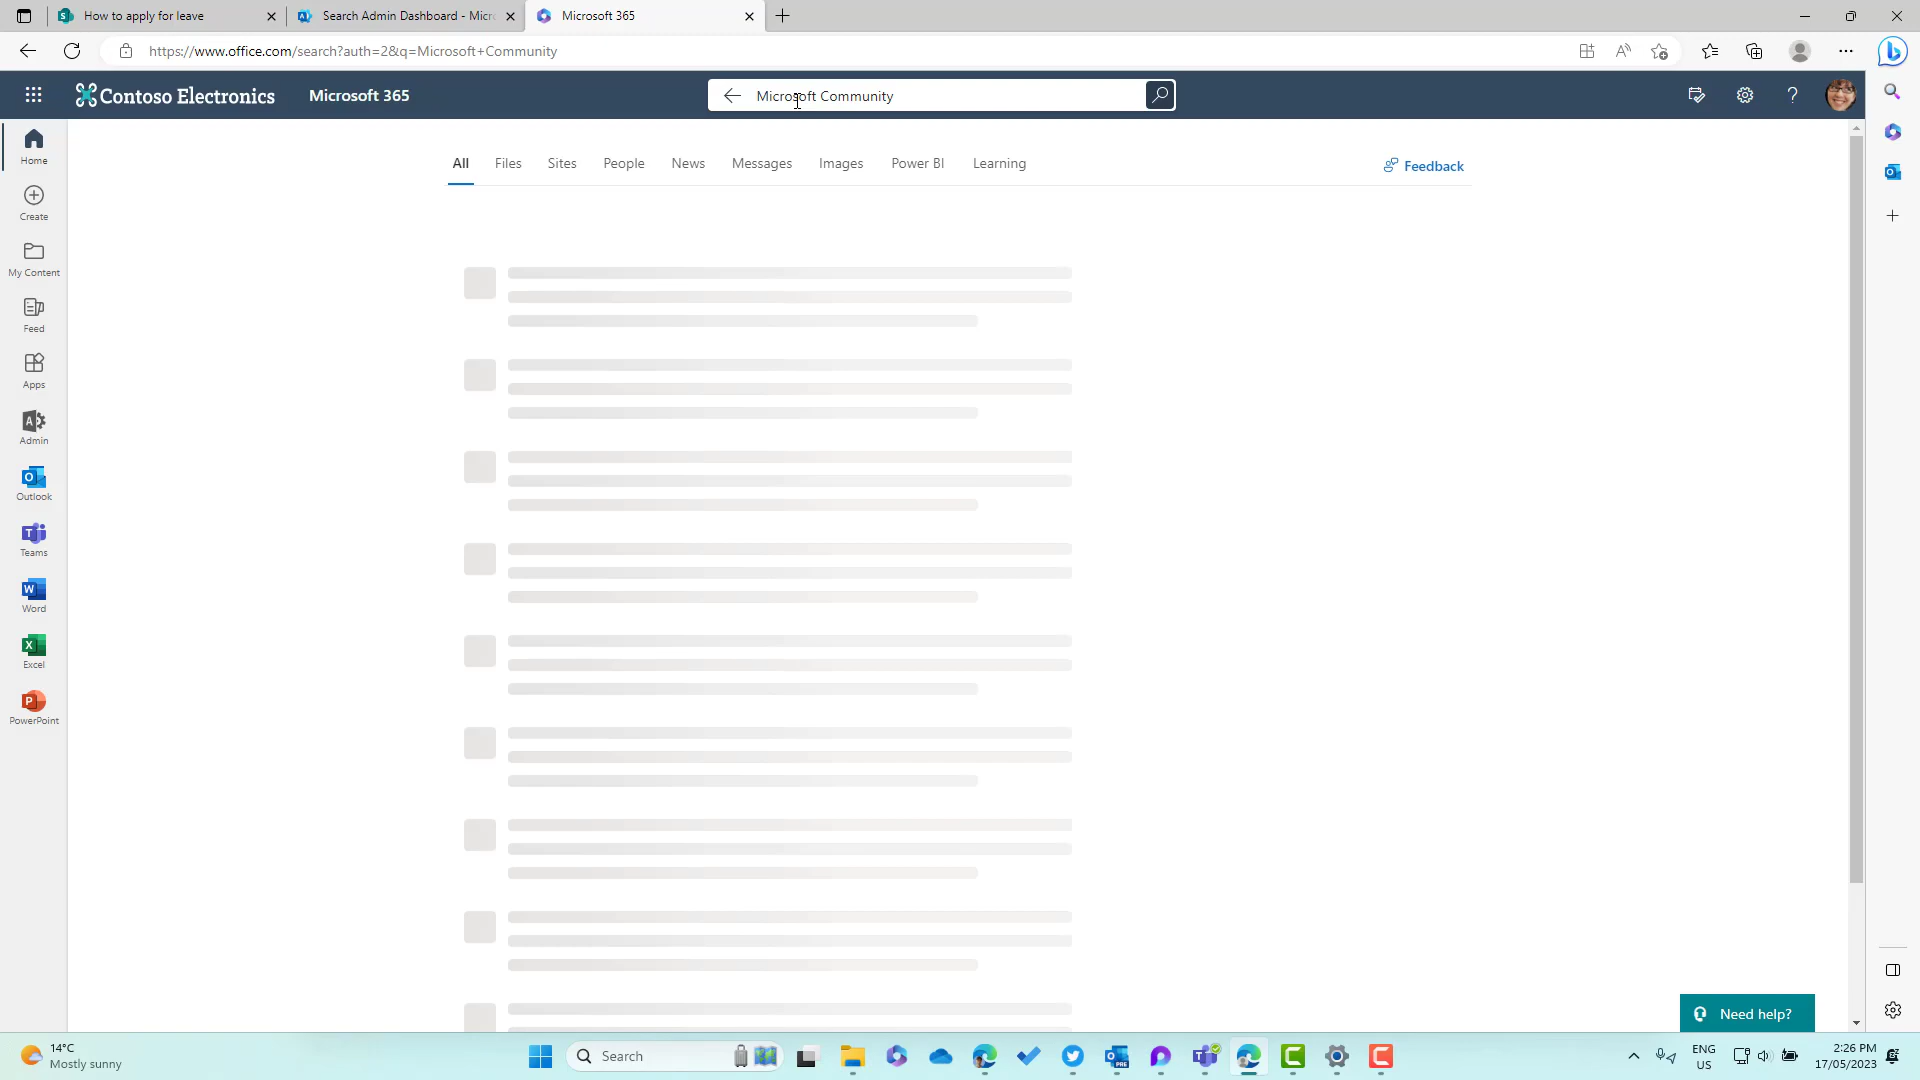 How to apply for leave
Search Admin Dashboard - Micr
Microsoft 365
https://www.office.com/search?auth=2&q=Microsoft+Community
Contoso Electronics
Microsoft 365
Microsoft Community
All
Files
Sites
People
News
Messages
Images
Power BI
Learning
Feedback
Home
Create
My Content
Feed
Apps
Admin
Outlook
Teams
Word
Excel
PowerPoint
Need help?
14°C
Mostly sunny
Search
ENG
US
2:26 PM
17/05/2023